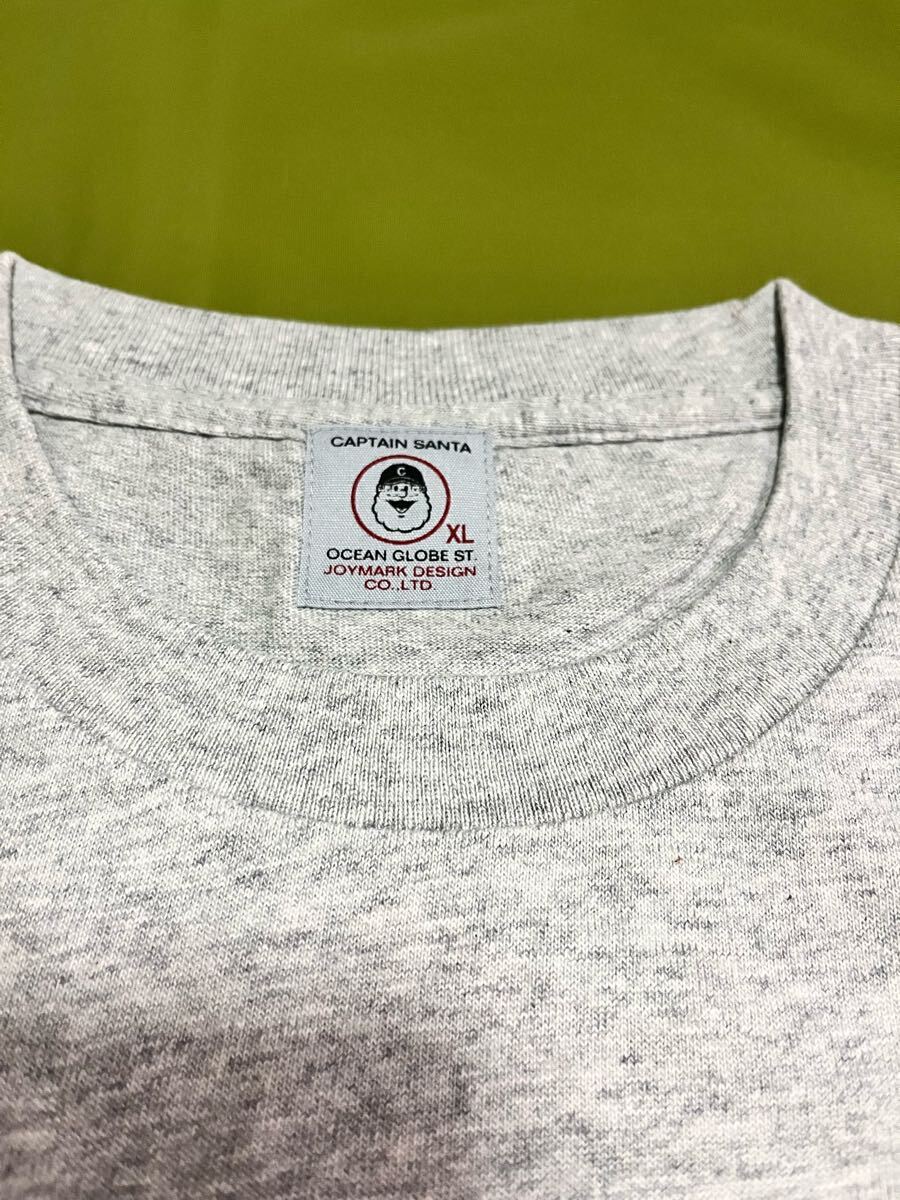 CAPTAIN SANTA
C
XL
OCEAN GLOBE ST.
JOYMARK DESIGN
CO.,LTD.